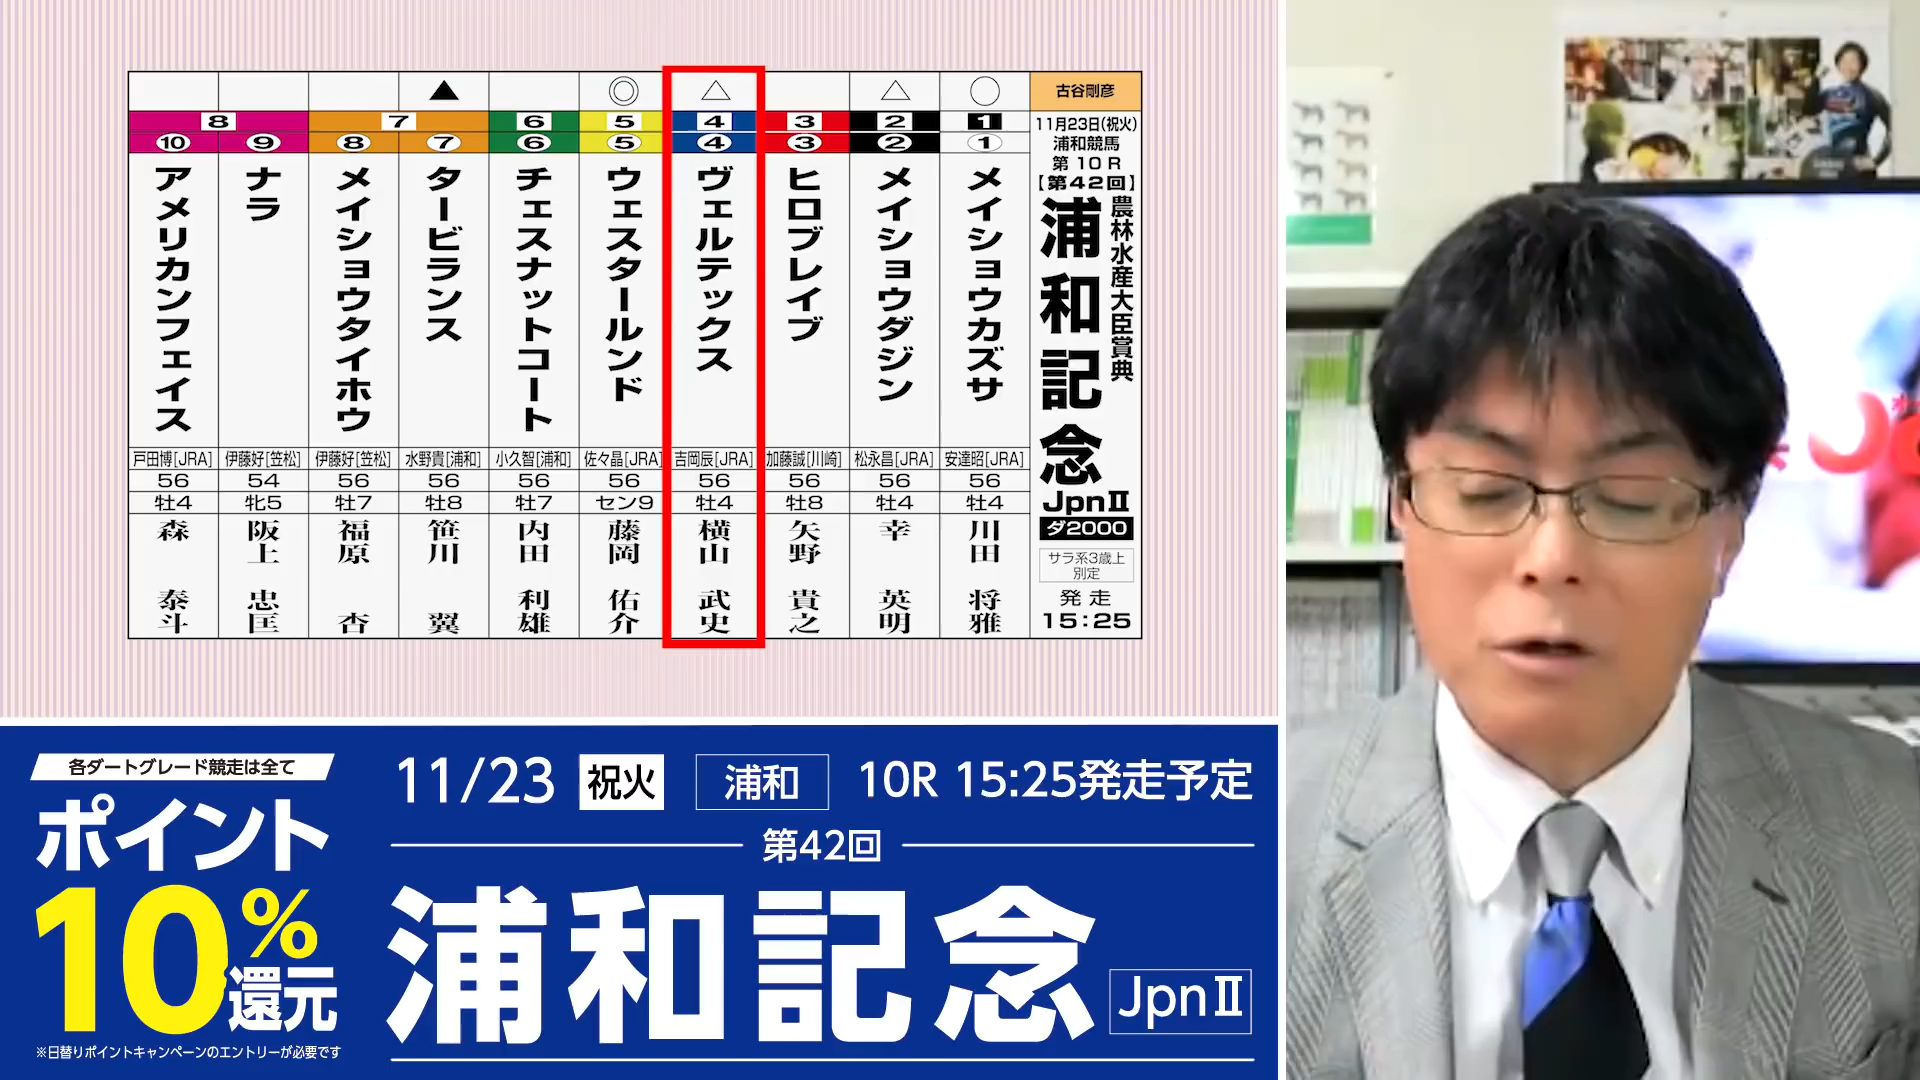 古谷剛彦
11月23日(祝火)
浦和競馬
第10R
【第42回】
農林水産大臣賞典
浦和記念
JpnⅡ
ダ2000
サラ系3歳上
別定
発走
15:25
○
1
1
メイショウカズサ
安達昭[JRA]
56
牡4
川田 将雅
△
2
2
メイショウダジン
松永昌[JRA]
56
牡4
幸 英明
3
3
ヒロブレイブ
加藤誠[川崎]
56
牡8
矢野 貴之
△
4
4
ヴェルテックス
吉岡辰[JRA]
56
牡4
横山 武史
◎
5
5
ウェスタールンド
佐々晶[JRA]
56
セン9
藤岡 佑介
6
6
チェスナットコート
小久智[浦和]
56
牡7
内田 利雄
▲
7
7
タービランス
水野貴[浦和]
56
牡8
笹川 翼
8
メイショウタイホウ
伊藤好[笠松]
56
牡7
福原 杏
8
9
ナラ
伊藤好[笠松]
54
牝5
阪上 忠匡
10
アメリカンフェイス
戸田博[JRA]
56
牡4
森 泰斗
各ダートグレード競走は全て
ポイント
10%還元
※日替りポイントキャンペーンのエントリーが必要です
11/23 祝火 浦和 10R 15:25発走予定
第42回
浦和記念 JpnⅡ